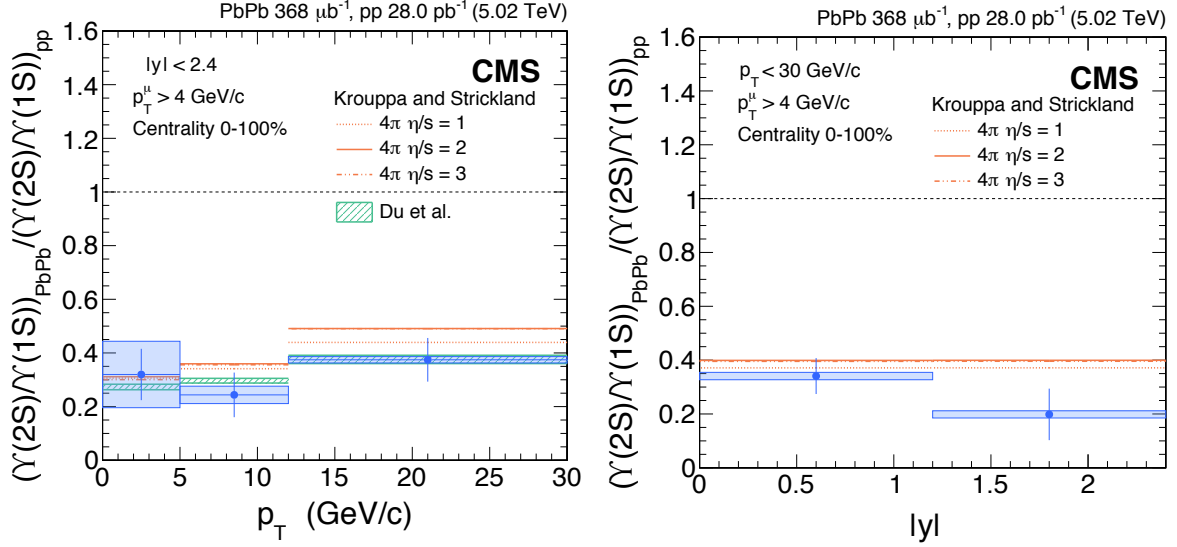 PbPb 368 μb⁻¹, pp 28.0 pb⁻¹ (5.02 TeV)
(ϒ(2S)/ϒ(1S))PbPb/(ϒ(2S)/ϒ(1S))pp
1.6
1.4
1.2
1
0.8
0.6
0.4
0.2
0
|y| < 2.4
p_T^μ > 4 GeV/c
Centrality 0-100%
CMS
Krouppa and Strickland
4π η/s = 1
4π η/s = 2
4π η/s = 3
Du et al.
0 5 10 15 20 25 30
p_T (GeV/c)
PbPb 368 μb⁻¹, pp 28.0 pb⁻¹ (5.02 TeV)
(ϒ(2S)/ϒ(1S))PbPb/(ϒ(2S)/ϒ(1S))pp
1.6
1.4
1.2
1
0.8
0.6
0.4
0.2
0
p_T < 30 GeV/c
p_T^μ > 4 GeV/c
Centrality 0-100%
CMS
Krouppa and Strickland
4π η/s = 1
4π η/s = 2
4π η/s = 3
0 0.5 1 1.5 2
|y|